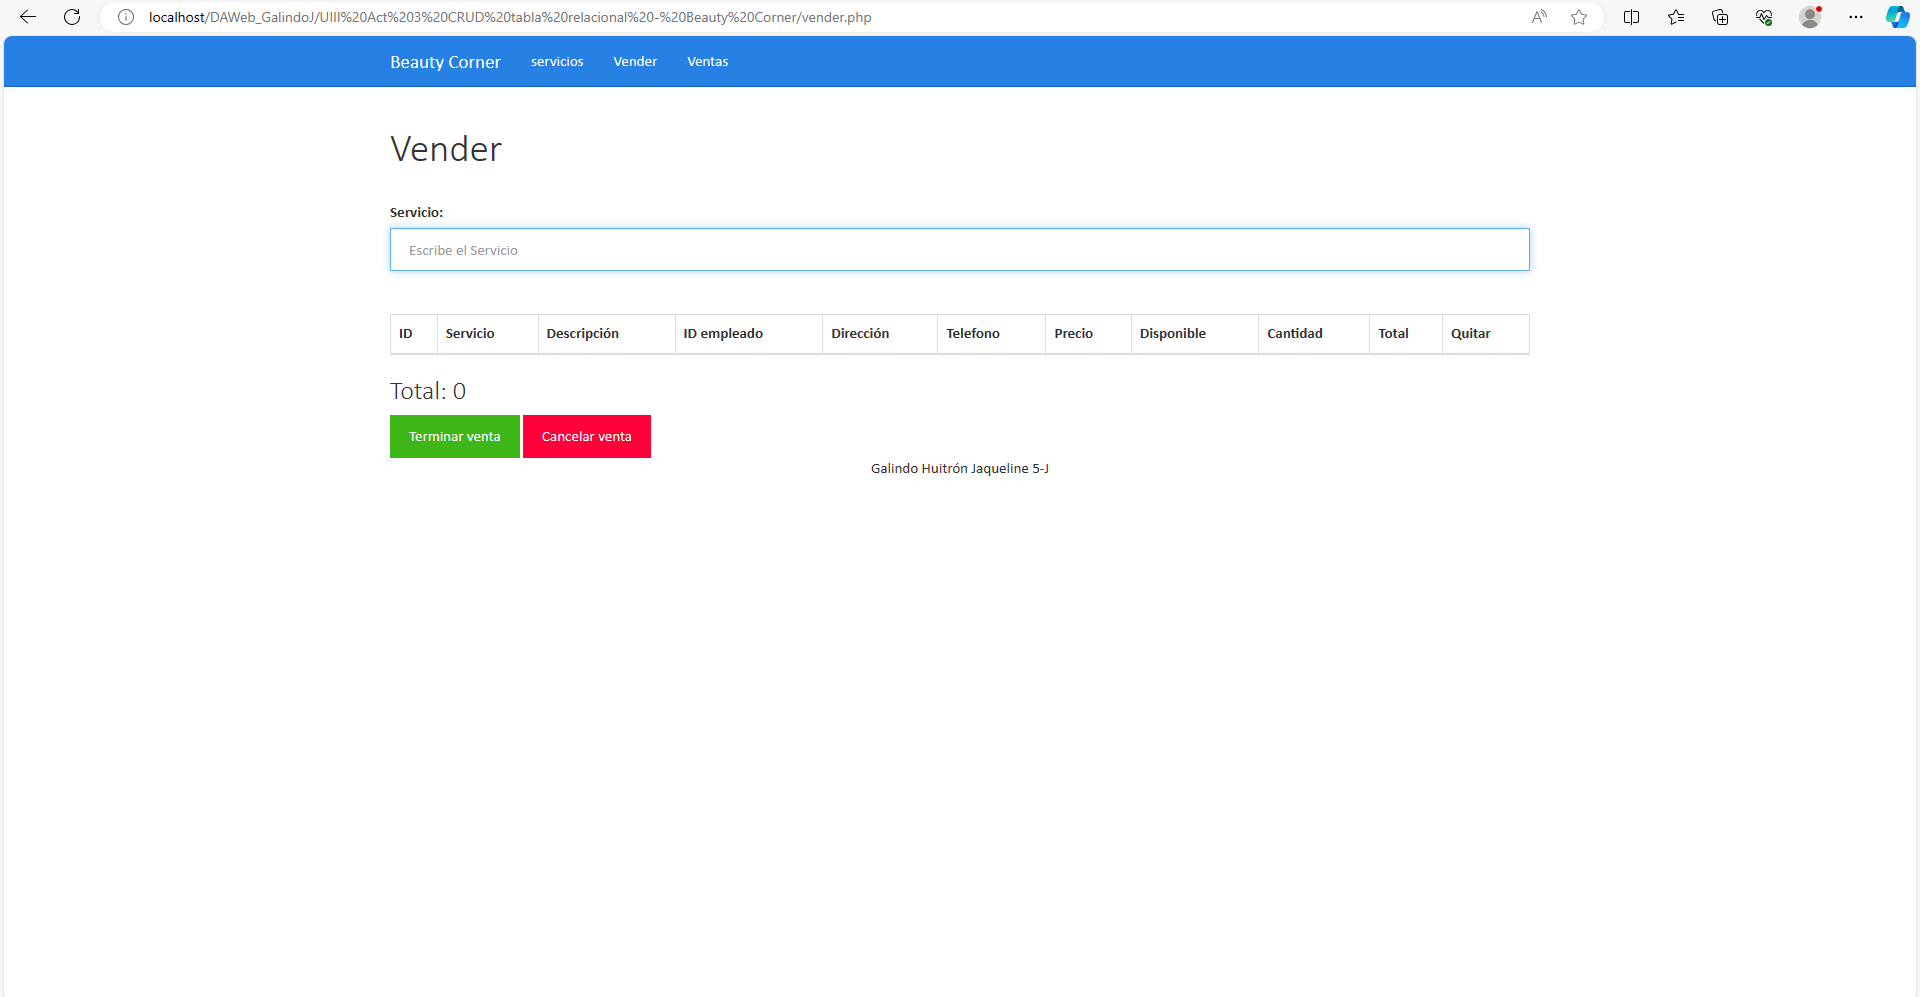 localhost/DAWeb_GalindoJ/UIII%20Act%203%20CRUD%20tabla%20relacional%20-%20Beauty%20Corner/vender.php
Beauty Corner servicios Vender Ventas
Vender
Servicio:
Escribe el Servicio
ID Servicio Descripción ID empleado Dirección Telefono Precio Disponible Cantidad Total Quitar
Total: 0
Terminar venta Cancelar venta
Galindo Huitrón Jaqueline 5-J